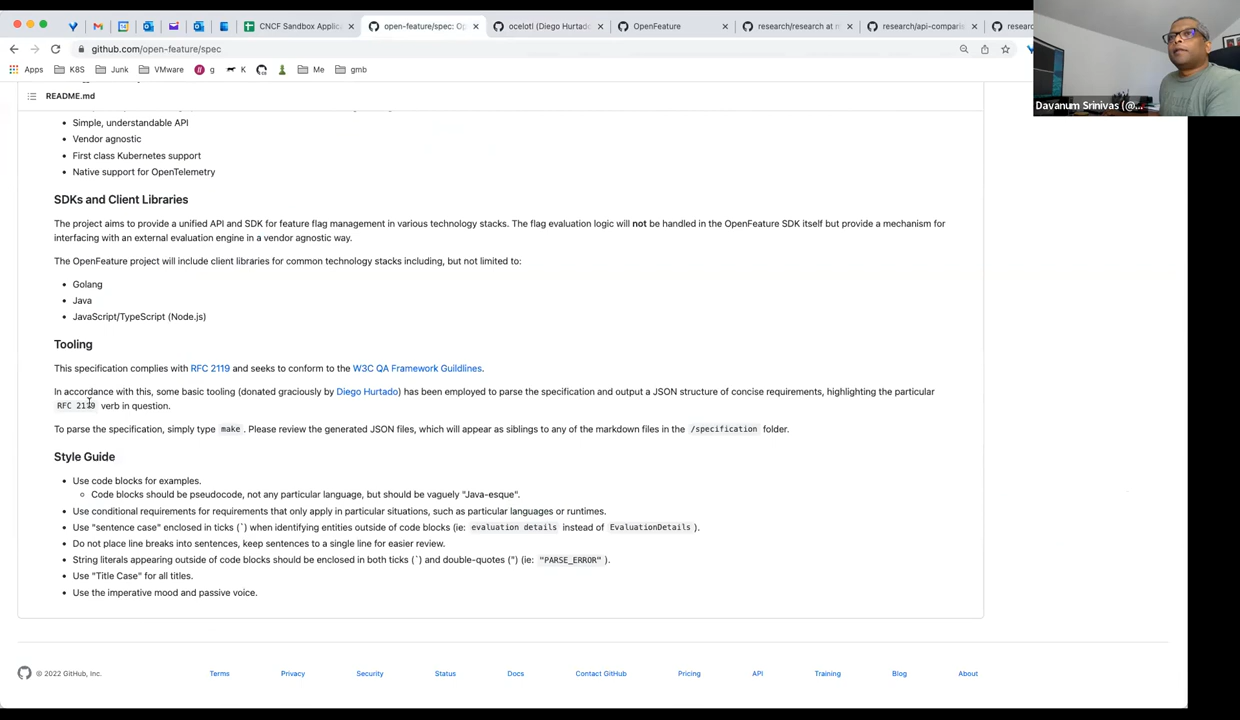 CNCF Sandbox Applic
open-feature/spec: Op
ocelotl (Diego Hurtado
OpenFeature
research/research at m
research/api-comparis
resear
github.com/open-feature/spec
Apps
K8S
Junk
VMware
g
K
Me
gmb
README.md
Simple, understandable API
Vendor agnostic
First class Kubernetes support
Native support for OpenTelemetry
SDKs and Client Libraries
The project aims to provide a unified API and SDK for feature flag management in various technology stacks. The flag evaluation logic will not be handled in the OpenFeature SDK itself but provide a mechanism for
interfacing with an external evaluation engine in a vendor agnostic way.
The OpenFeature project will include client libraries for common technology stacks including, but not limited to:
Golang
Java
JavaScript/TypeScript (Node.js)
Tooling
This specification complies with RFC 2119 and seeks to conform to the W3C QA Framework Guildlines.
In accordance with this, some basic tooling (donated graciously by Diego Hurtado) has been employed to parse the specification and output a JSON structure of concise requirements, highlighting the particular
RFC 2119 verb in question.
To parse the specification, simply type make. Please review the generated JSON files, which will appear as siblings to any of the markdown files in the /specification folder.
Style Guide
Use code blocks for examples.
Code blocks should be pseudocode, not any particular language, but should be vaguely "Java-esque".
Use conditional requirements for requirements that only apply in particular situations, such as particular languages or runtimes.
Use "sentence case" enclosed in ticks (`) when identifying entities outside of code blocks (ie: evaluation details instead of EvaluationDetails).
Do not place line breaks into sentences, keep sentences to a single line for easier review.
String literals appearing outside of code blocks should be enclosed in both ticks (`) and double-quotes (") (ie: "PARSE_ERROR").
Use "Title Case" for all titles.
Use the imperative mood and passive voice.
© 2022 GitHub, Inc.
Terms
Privacy
Security
Status
Docs
Contact GitHub
Pricing
API
Training
Blog
About
Davanum Srinivas (@...